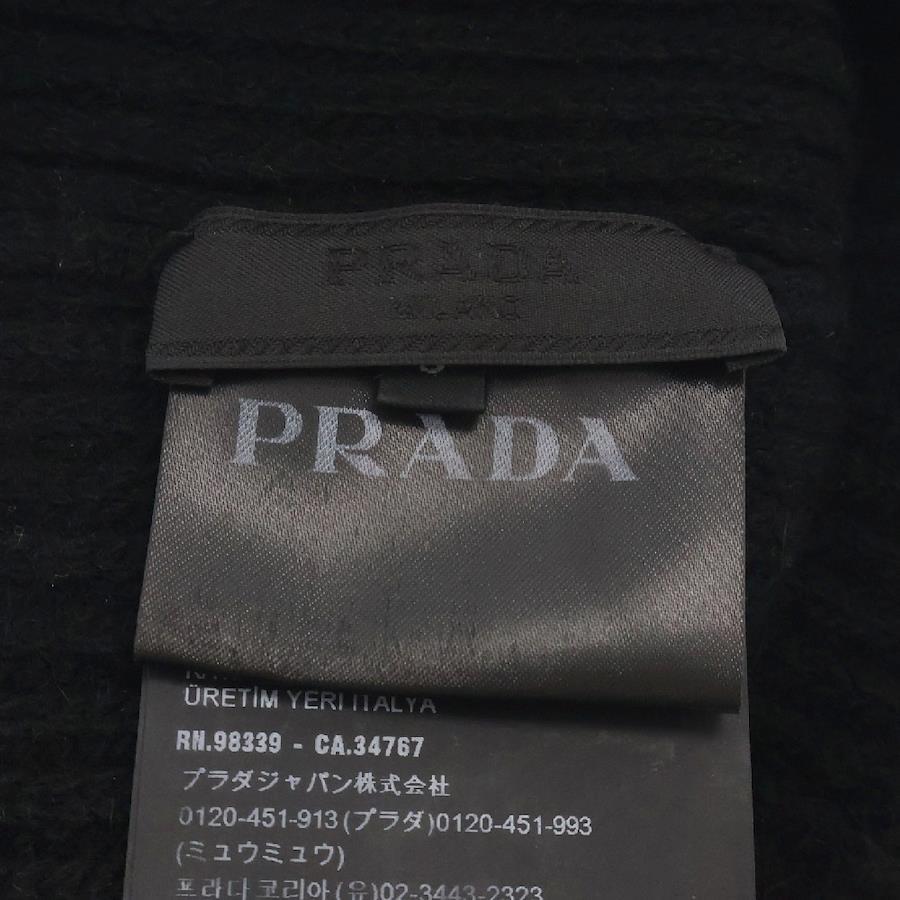 PRADA
MILANO
PRADA
ÜRETİM YERİ İTALYA
RN.98339 - CA.34767
プラダジャパン株式会社
0120-451-913(プラダ)0120-451-993
(ミュウミュウ)
프라다코리아(유)02-3443-2323